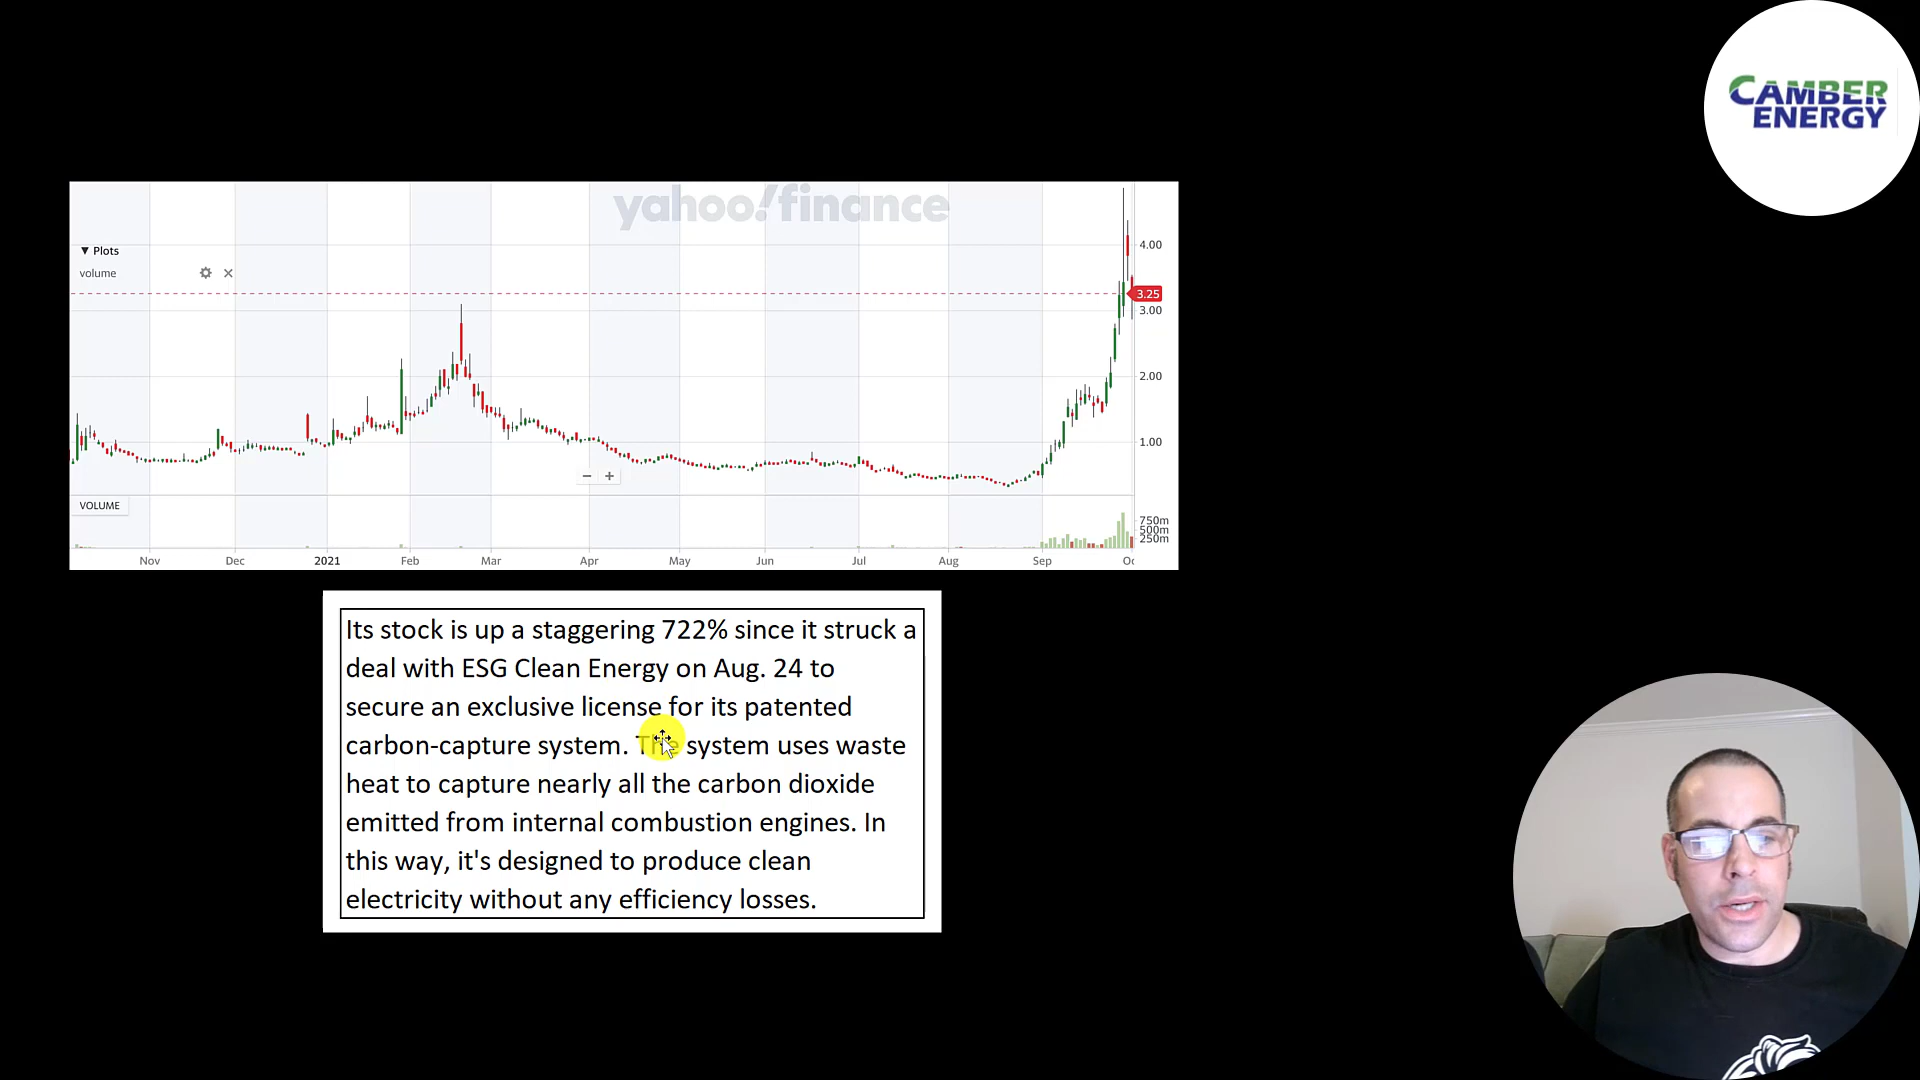 CAMBER
ENERGY
yahoo!finance
▼ Plots
volume
4.00
3.25
3.00
2.00
1.00
− +
VOLUME
750m
500m
250m
Nov Dec 2021 Feb Mar Apr May Jun Jul Aug Sep Oc
Its stock is up a staggering 722% since it struck a
deal with ESG Clean Energy on Aug. 24 to
secure an exclusive license for its patented
carbon-capture system. The system uses waste
heat to capture nearly all the carbon dioxide
emitted from internal combustion engines. In
this way, it's designed to produce clean
electricity without any efficiency losses.